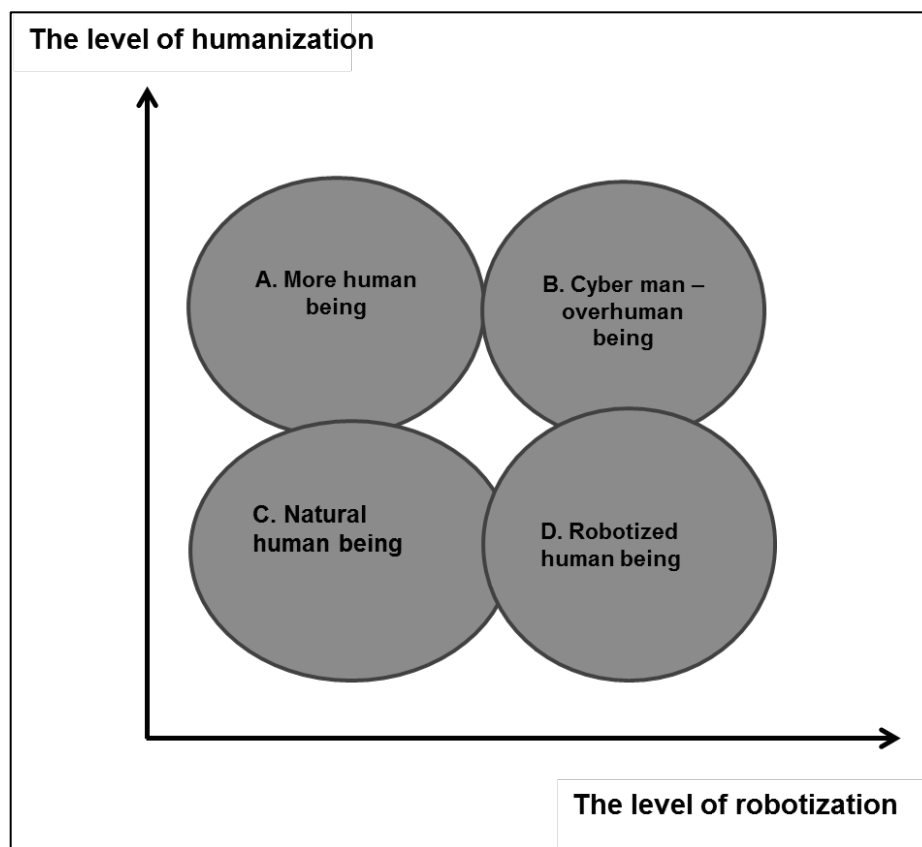 The level of humanization
A. More human
being
B. Cyber man –
overhuman
being
C. Natural
human being
D. Robotized
human being
The level of robotization